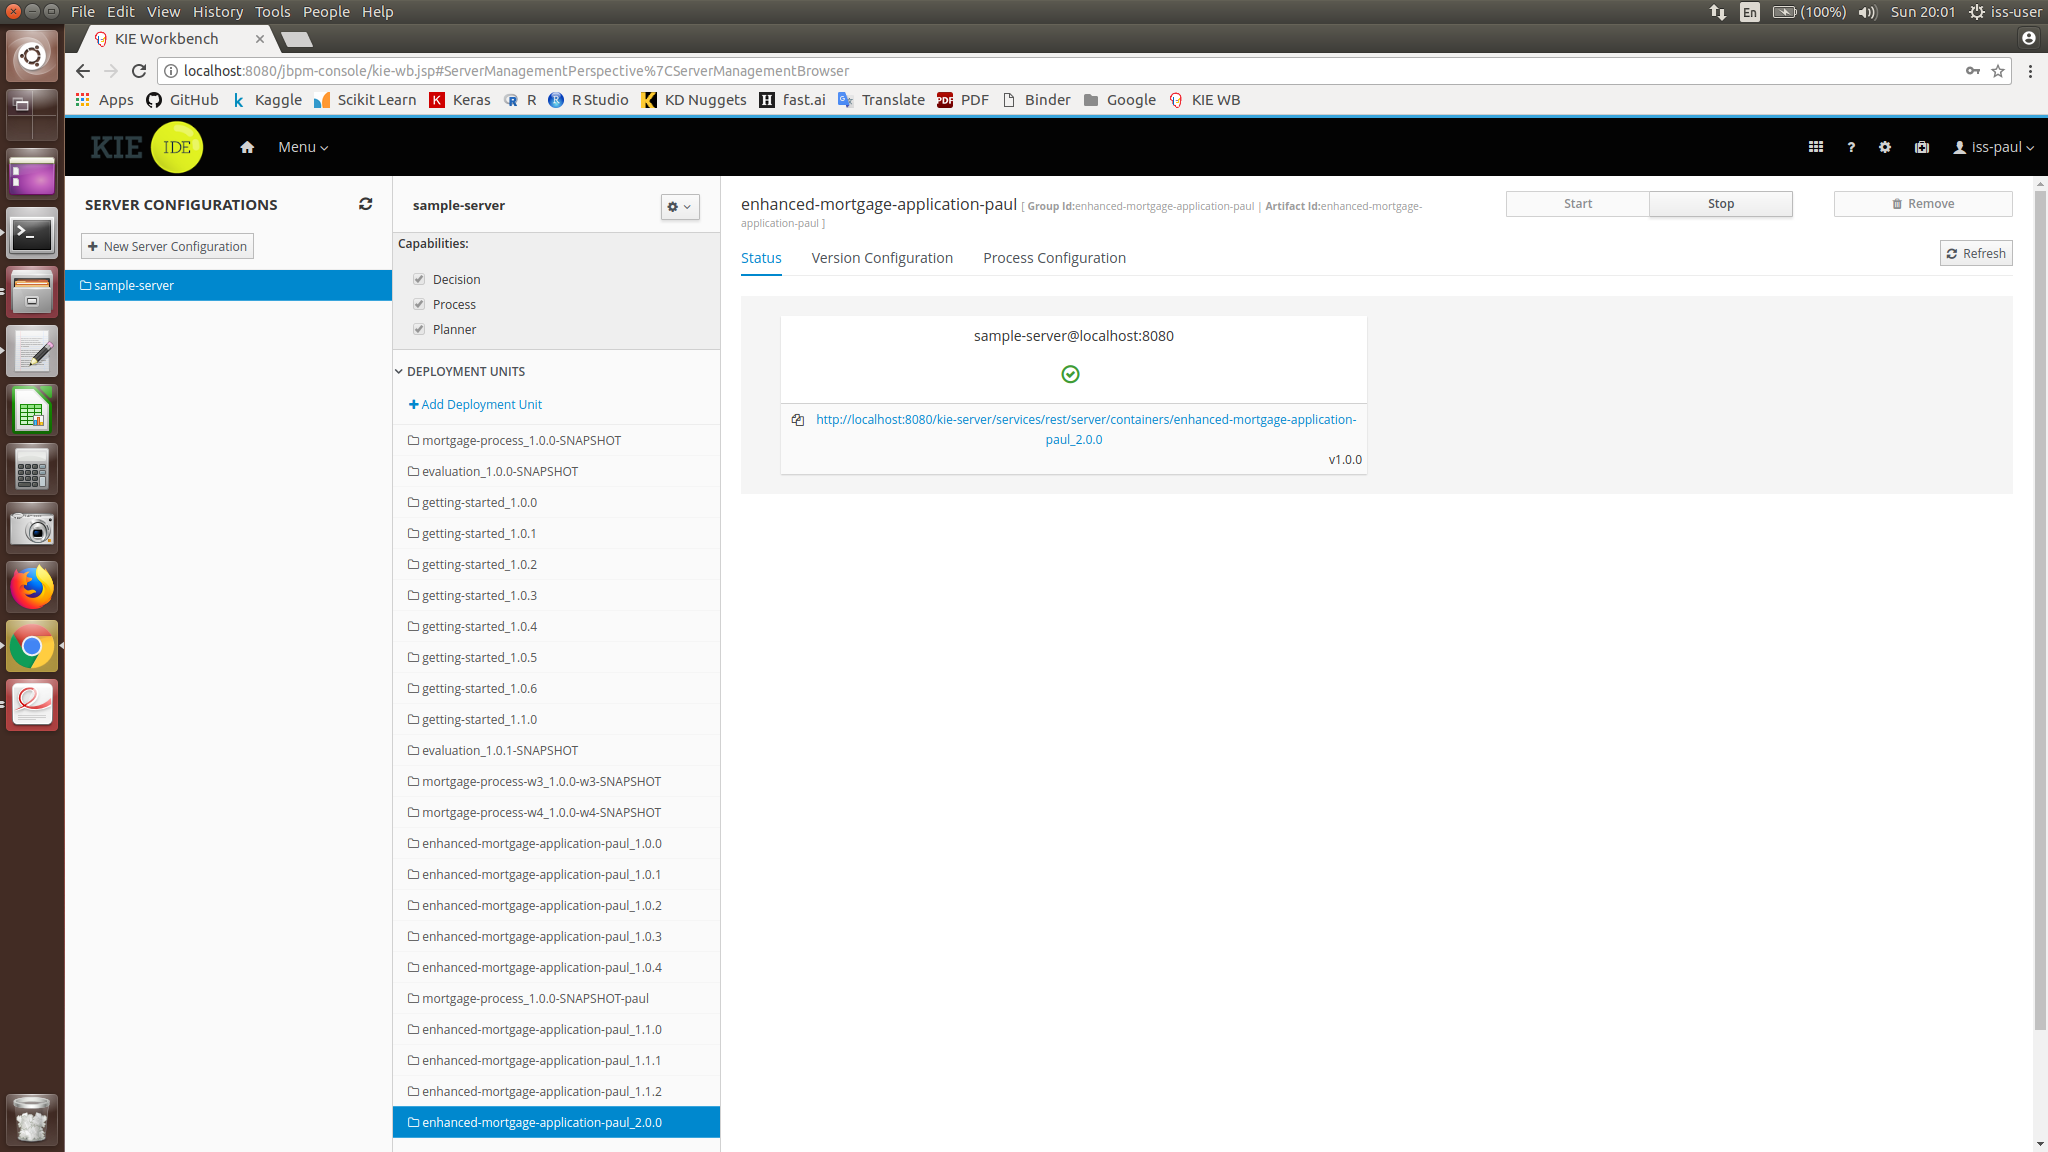 File Edit View History Tools People Help
En (100%) Sun 20:01 iss-user
KIE Workbench
localhost:8080/jbpm-console/kie-wb.jsp#ServerManagementPerspective%7CServerManagementBrowser
Apps GitHub Kaggle Scikit Learn Keras R R Studio KD Nuggets fast.ai Translate PDF Binder Google KIE WB
KIE IDE Menu iss-paul
SERVER CONFIGURATIONS
+ New Server Configuration
sample-server
sample-server
Capabilities:
Decision
Process
Planner
DEPLOYMENT UNITS
+ Add Deployment Unit
mortgage-process_1.0.0-SNAPSHOT
evaluation_1.0.0-SNAPSHOT
getting-started_1.0.0
getting-started_1.0.1
getting-started_1.0.2
getting-started_1.0.3
getting-started_1.0.4
getting-started_1.0.5
getting-started_1.0.6
getting-started_1.1.0
evaluation_1.0.1-SNAPSHOT
mortgage-process-w3_1.0.0-w3-SNAPSHOT
mortgage-process-w4_1.0.0-w4-SNAPSHOT
enhanced-mortgage-application-paul_1.0.0
enhanced-mortgage-application-paul_1.0.1
enhanced-mortgage-application-paul_1.0.2
enhanced-mortgage-application-paul_1.0.3
enhanced-mortgage-application-paul_1.0.4
mortgage-process_1.0.0-SNAPSHOT-paul
enhanced-mortgage-application-paul_1.1.0
enhanced-mortgage-application-paul_1.1.1
enhanced-mortgage-application-paul_1.1.2
enhanced-mortgage-application-paul_2.0.0
enhanced-mortgage-application-paul [ Group Id:enhanced-mortgage-application-paul | Artifact Id:enhanced-mortgage-
application-paul ]
Start Stop Remove
Status Version Configuration Process Configuration
Refresh
sample-server@localhost:8080
http://localhost:8080/kie-server/services/rest/server/containers/enhanced-mortgage-application-
paul_2.0.0
v1.0.0